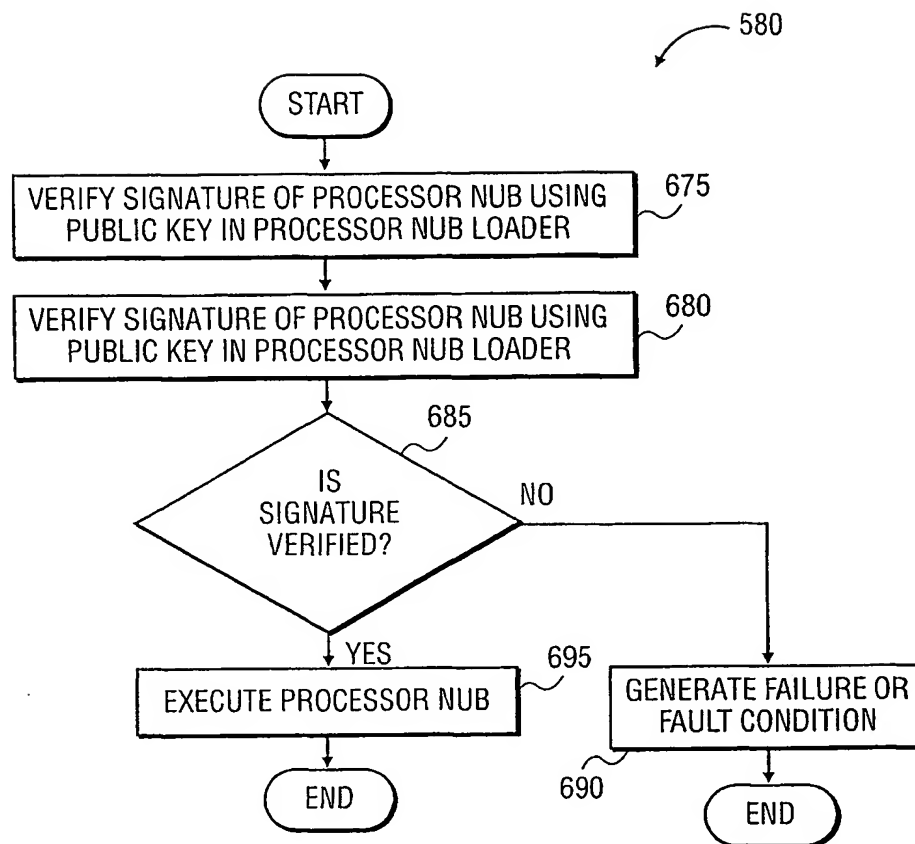 580
START
VERIFY SIGNATURE OF PROCESSOR NUB USING
PUBLIC KEY IN PROCESSOR NUB LOADER
675
VERIFY SIGNATURE OF PROCESSOR NUB USING
PUBLIC KEY IN PROCESSOR NUB LOADER
680
685
IS
SIGNATURE
VERIFIED?
NO
YES
EXECUTE PROCESSOR NUB
695
GENERATE FAILURE OR
FAULT CONDITION
690
END
END